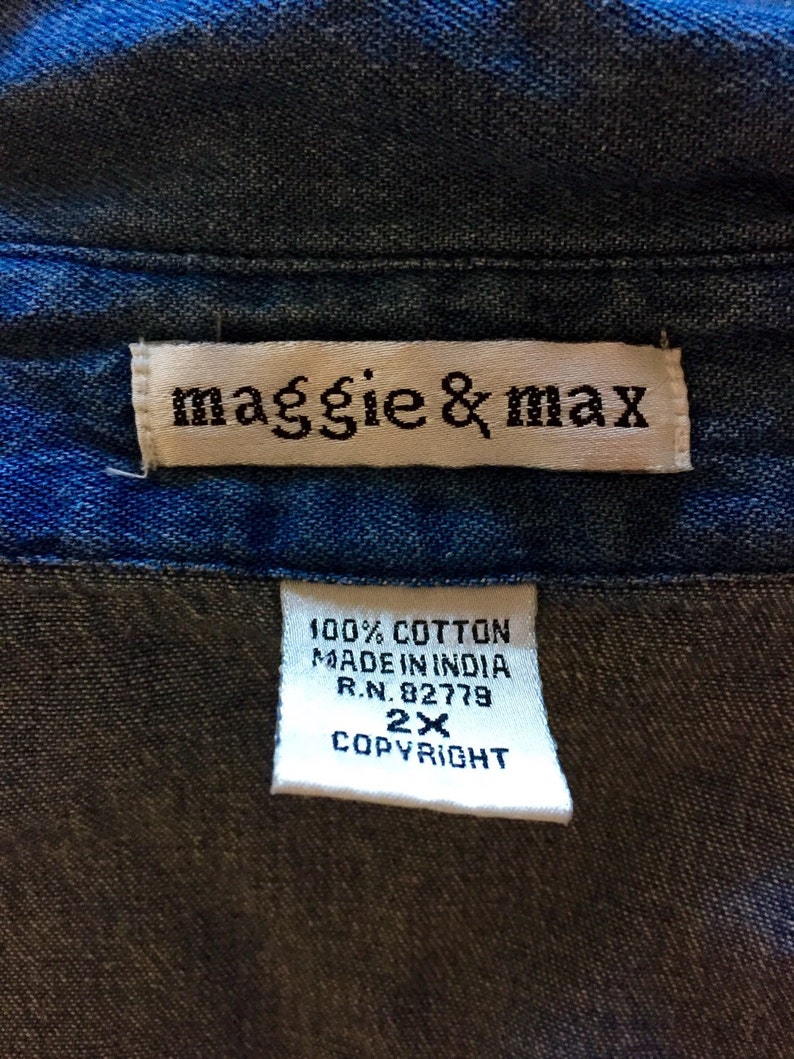 maggie & max
100% COTTON
MADE IN INDIA
R.N. 82779
2X
COPYRIGHT